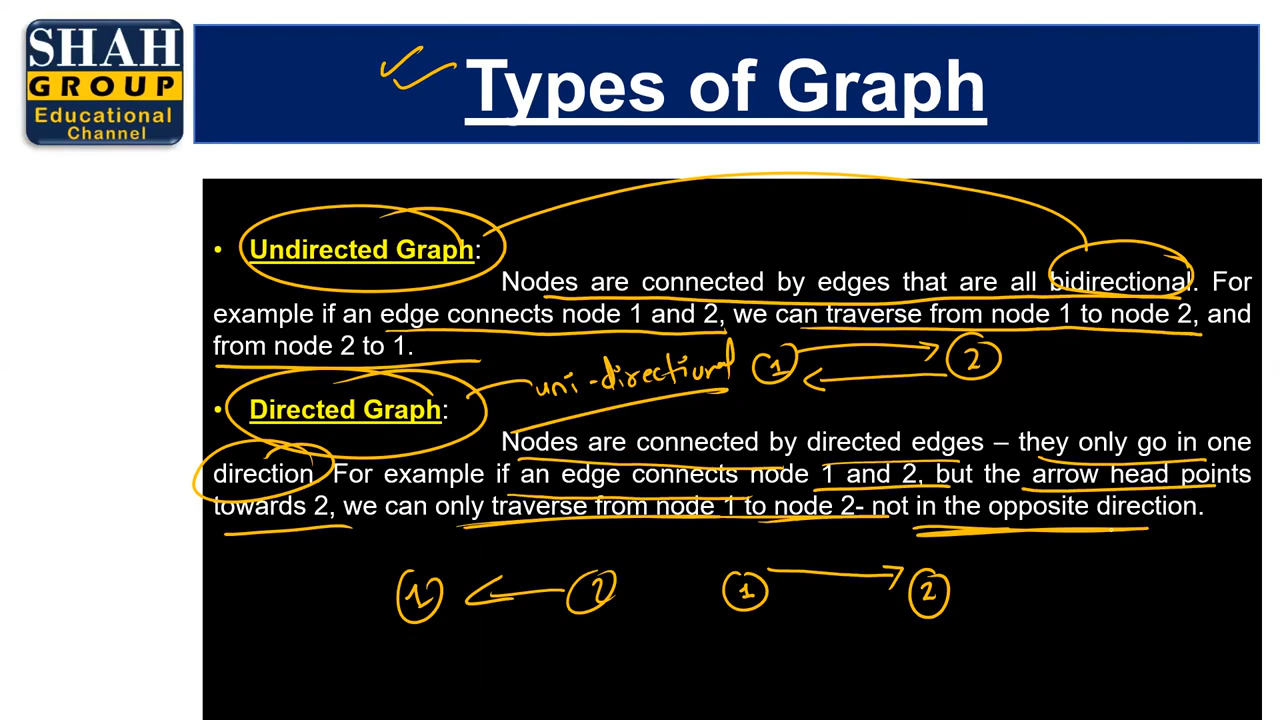 SHAH
GROUP
Educational
Channel
Types of Graph
• Undirected Graph:
Nodes are connected by edges that are all bidirectional. For
example if an edge connects node 1 and 2, we can traverse from node 1 to node 2, and
from node 2 to 1.
uni-directional 1 2
• Directed Graph:
Nodes are connected by directed edges – they only go in one
direction. For example if an edge connects node 1 and 2, but the arrow head points
towards 2, we can only traverse from node 1 to node 2- not in the opposite direction.
1 2 1 2